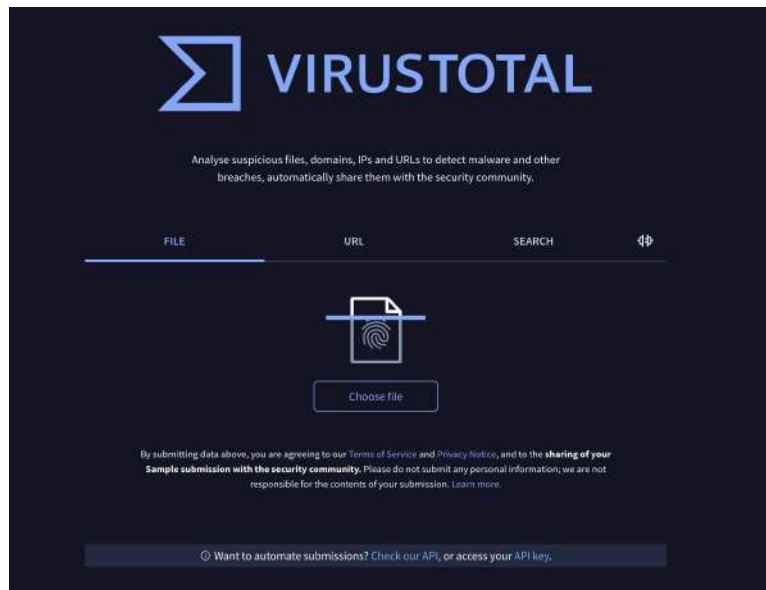 VIRUSTOTAL
Analyse suspicious files, domains, IPs and URLs to detect malware and other
breaches, automatically share them with the security community.
FILE
URL
SEARCH
Choose file
By submitting data above, you are agreeing to our Terms of Service and Privacy Notice, and to the sharing of your
Sample submission with the security community. Please do not submit any personal information; we are not
responsible for the contents of your submission. Learn more.
Want to automate submissions? Check our API, or access your API key.